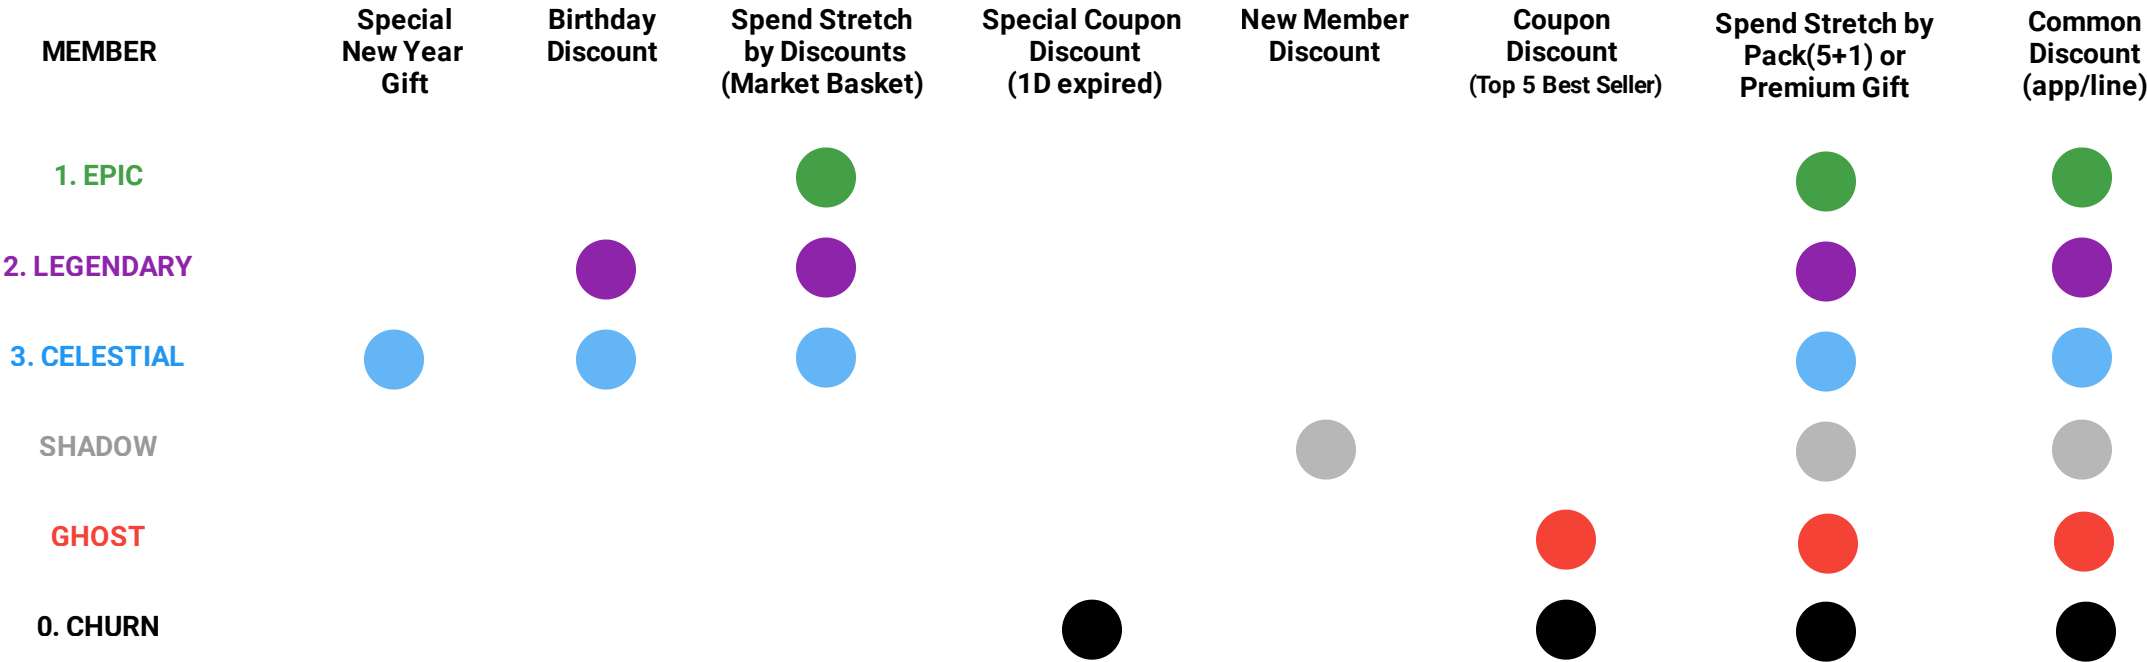 MEMBER
Special
New Year
Gift
Birthday
Discount
Spend Stretch
by Discounts
(Market Basket)
Special Coupon
Discount
(1D expired)
New Member
Discount
Coupon
Discount
(Top 5 Best Seller)
Spend Stretch by
Pack(5+1) or
Premium Gift
Common
Discount
(app/line)
1. EPIC
2. LEGENDARY
3. CELESTIAL
SHADOW
GHOST
0. CHURN